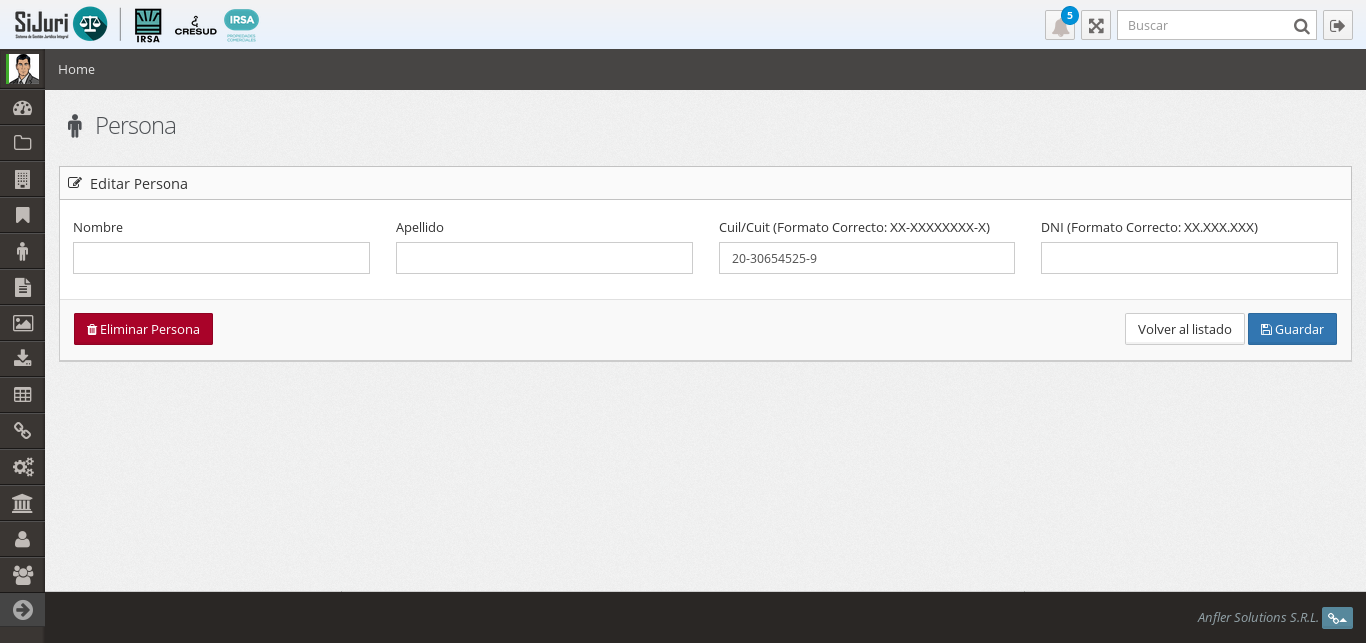 SiJuri
Sistema de Gestión Jurídica Integral
IRSA
CRESUD
IRSA
PROPIEDADES
COMERCIALES
5
Buscar
Home
Persona
Editar Persona
Nombre
Apellido
Cuil/Cuit (Formato Correcto: XX-XXXXXXXX-X)
DNI (Formato Correcto: XX.XXX.XXX)
20-30654525-9
Eliminar Persona
Volver al listado
Guardar
Anfler Solutions S.R.L.